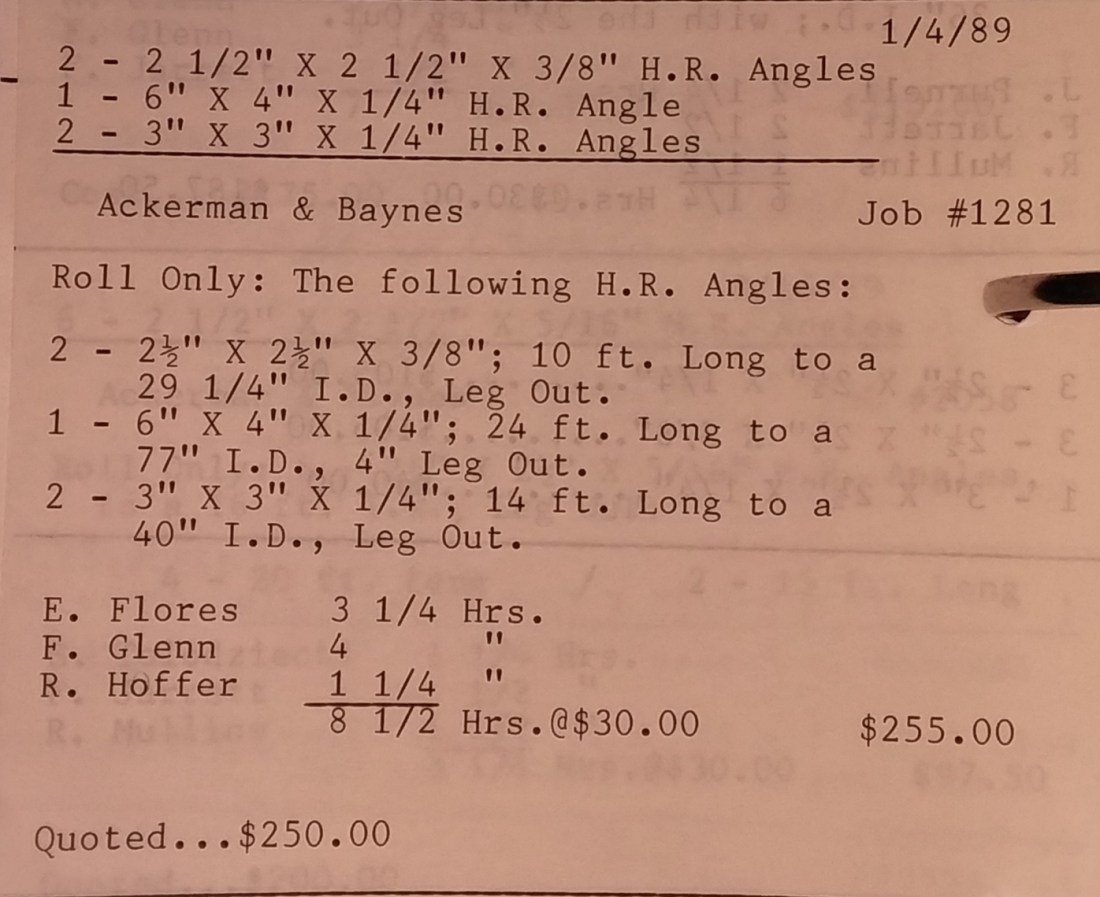 1/4/89
2 - 2 1/2" X 2 1/2" X 3/8" H.R. Angles
1 - 6" X 4" X 1/4" H.R. Angle
2 - 3" X 3" X 1/4" H.R. Angles
Ackerman & Baynes Job #1281
Roll Only: The following H.R. Angles:
2 - 2½" X 2½" X 3/8"; 10 ft. Long to a
29 1/4" I.D., Leg Out.
1 - 6" X 4" X 1/4"; 24 ft. Long to a
77" I.D., 4" Leg Out.
2 - 3" X 3" X 1/4"; 14 ft. Long to a
40" I.D., Leg Out.
E. Flores 3 1/4 Hrs.
F. Glenn 4 "
R. Hoffer 1 1/4 "
8 1/2 Hrs.@$30.00 $255.00
Quoted...$250.00